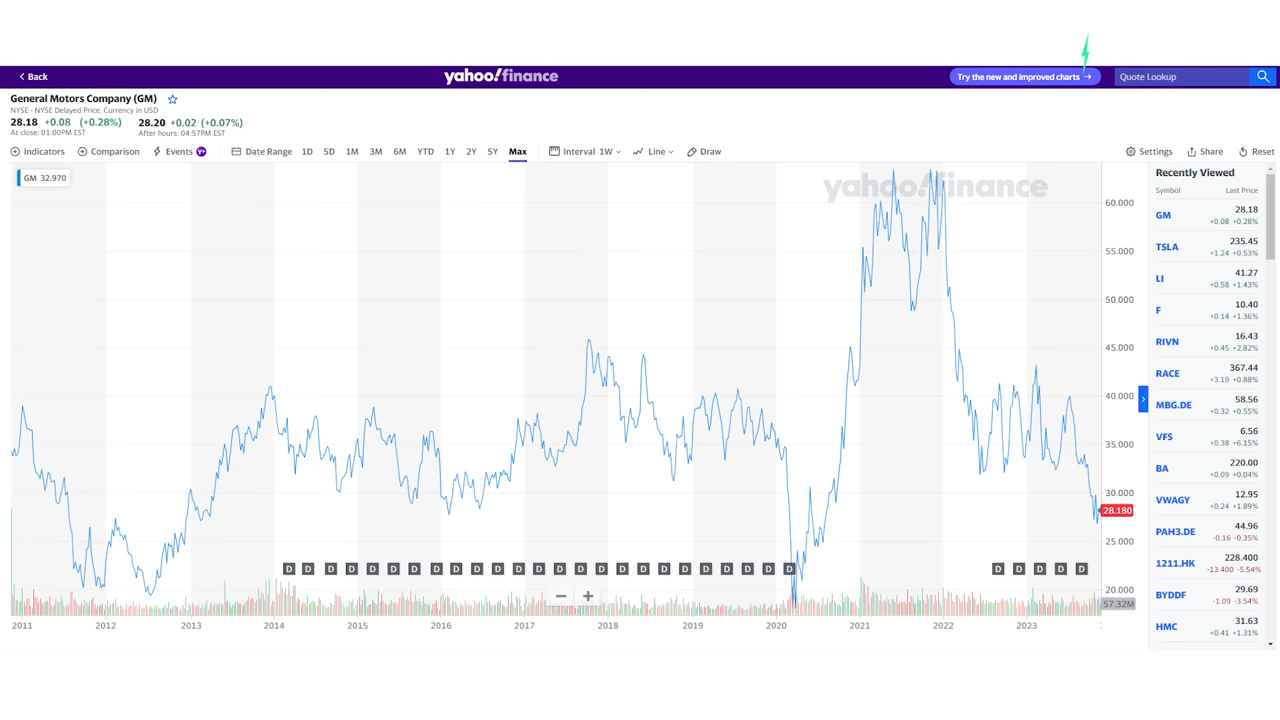 Back
yahoo!finance
Try the new and improved charts →
Quote Lookup
General Motors Company (GM)
NYSE - NYSE Delayed Price. Currency in USD
28.18 +0.08 (+0.28%) 28.20 +0.02 (+0.07%)
At close: 01:00PM EST After hours: 04:57PM EST
Indicators Comparison Events Y+ Date Range 1D 5D 1M 3M 6M YTD 1Y 2Y 5Y Max Interval 1W Line Draw Settings Share Reset
GM 32.970
yahoo!finance
60.000
55.000
50.000
45.000
40.000
35.000
30.000
28.180
25.000
20.000
57.32M
D D D D D D D D D D D D D D D D D D D D D D D D D D D D D D
2011 2012 2013 2014 2015 2016 2017 2018 2019 2020 2021 2022 2023
Recently Viewed
Symbol Last Price
GM 28.18
+0.08 +0.28%
TSLA 235.45
+1.24 +0.53%
LI 41.27
+0.58 +1.43%
F 10.40
+0.14 +1.36%
RIVN 16.43
+0.45 +2.82%
RACE 367.44
+3.19 +0.88%
MBG.DE 58.56
+0.32 +0.55%
VFS 6.56
+0.38 +6.15%
BA 220.00
+0.09 +0.04%
VWAGY 12.95
+0.24 +1.89%
PAH3.DE 44.96
-0.16 -0.35%
1211.HK 228.400
-13.400 -5.54%
BYDDF 29.69
-1.09 -3.54%
HMC 31.63
+0.41 +1.31%